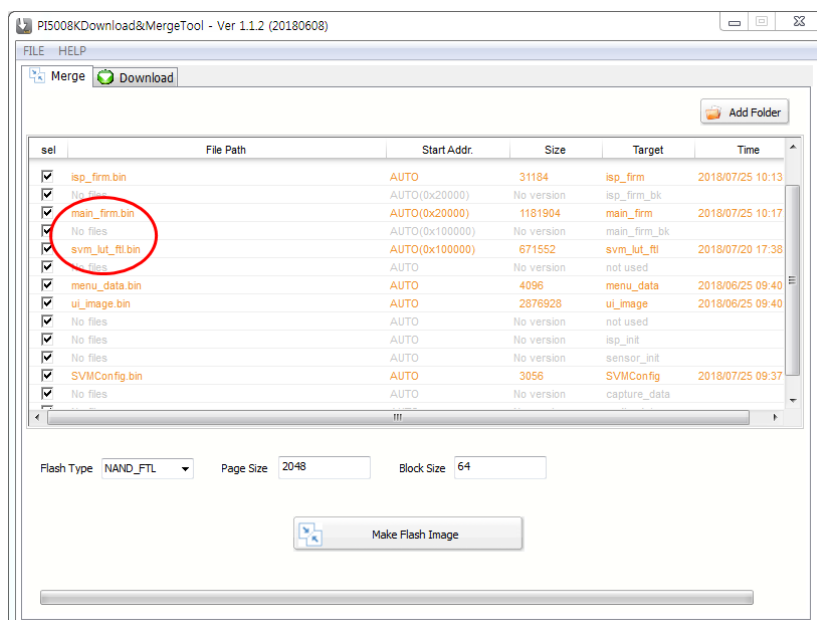 PI5008KDownload&MergeTool - Ver 1.1.2 (20180608)
FILE HELP
Merge Download
Add Folder
sel File Path Start Addr. Size Target Time
isp_firm.bin AUTO 31184 isp_firm 2018/07/25 10:13
No files AUTO(0x20000) No version isp_firm_bk
main_firm.bin AUTO(0x20000) 1181904 main_firm 2018/07/25 10:17
No files AUTO(0x100000) No version main_firm_bk
svm_lut_ftl.bin AUTO(0x100000) 671552 svm_lut_ftl 2018/07/20 17:38
No files AUTO No version not used
menu_data.bin AUTO 4096 menu_data 2018/06/25 09:40
ui_image.bin AUTO 2876928 ui_image 2018/06/25 09:40
No files AUTO No version not used
No files AUTO No version isp_init
No files AUTO No version sensor_init
SVMConfig.bin AUTO 3056 SVMConfig 2018/07/25 09:37
No files AUTO No version capture_data
Flash Type NAND_FTL Page Size 2048 Block Size 64
Make Flash Image